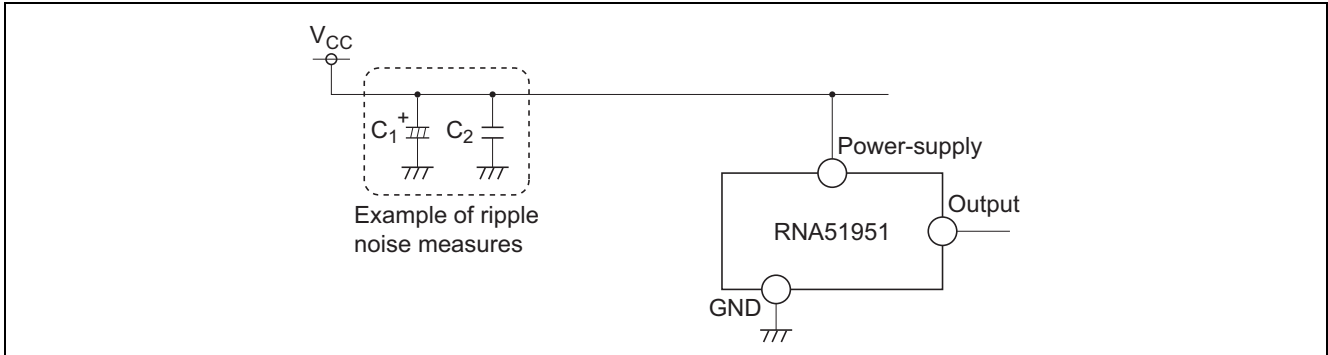 VCC
+
C1
C2
Example of ripple
noise measures
Power-supply
Output
RNA51951
GND